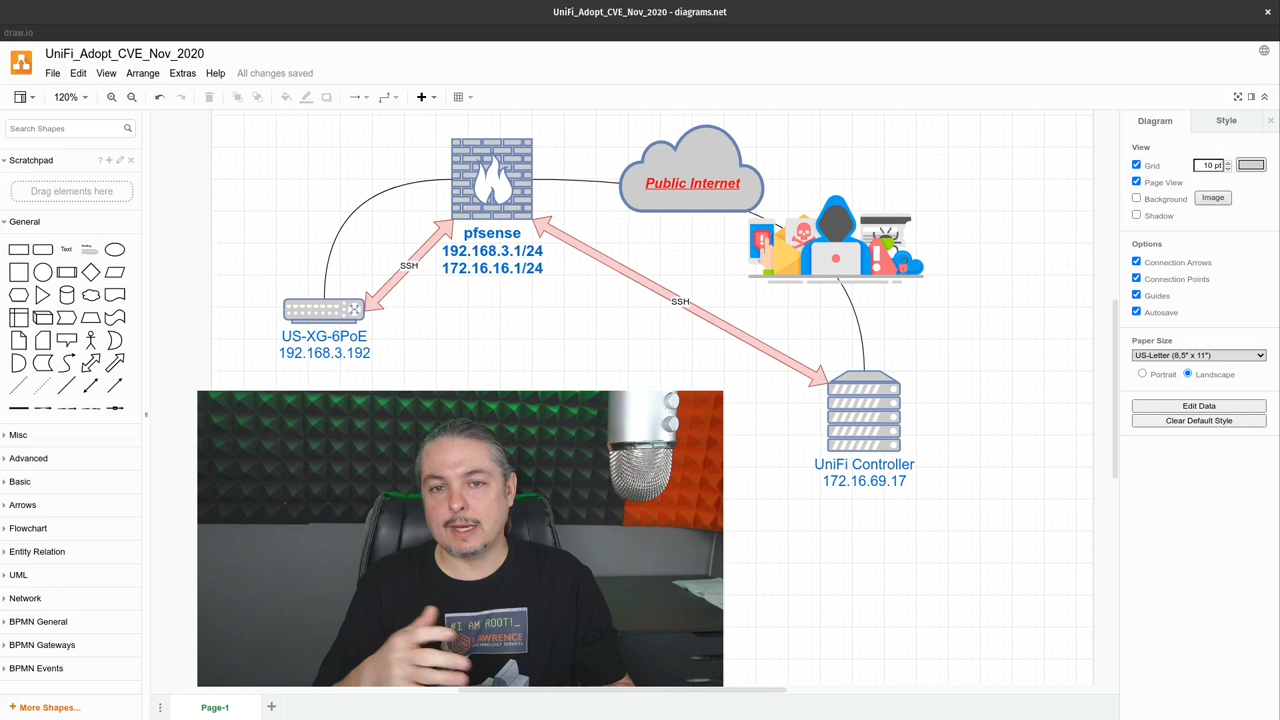 UniFi_Adopt_CVE_Nov_2020 - diagrams.net
draw.io
UniFi_Adopt_CVE_Nov_2020
File Edit View Arrange Extras Help All changes saved
120%
Search Shapes
Scratchpad
Drag elements here
General
Text
Misc
Advanced
Basic
Arrows
Flowchart
Entity Relation
UML
Network
BPMN General
BPMN Gateways
BPMN Events
+ More Shapes...
Page-1
Public Internet
pfsense
192.168.3.1/24
172.16.16.1/24
SSH
SSH
US-XG-6PoE
192.168.3.192
UniFi Controller
172.16.69.17
#I AM ROOT!_
LAWRENCE
TECHNOLOGY SERVICES
Diagram Style
View
Grid 10 pt
Page View
Background Image
Shadow
Options
Connection Arrows
Connection Points
Guides
Autosave
Paper Size
US-Letter (8,5" x 11")
Portrait Landscape
Edit Data
Clear Default Style